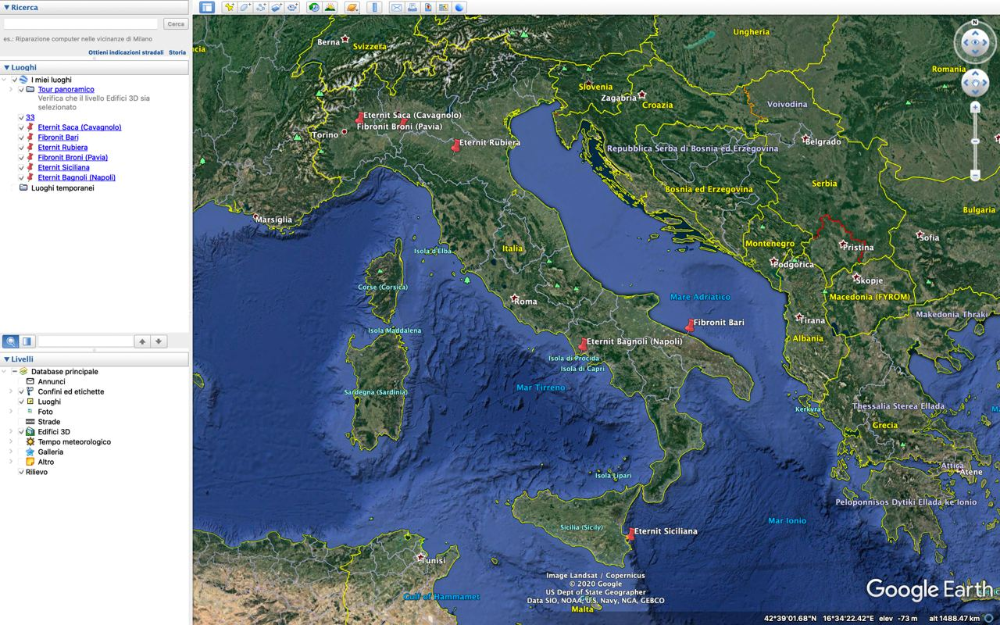 Ricerca
Cerca
es.: Riparazione computer nelle vicinanze di Milano
Ottieni indicazioni stradali Storia
Luoghi
I miei luoghi
Tour panoramico
Verifica che il livello Edifici 3D sia
selezionato
33
Eternit Saca (Cavagnolo)
Fibronit Bari
Eternit Rubiera
Fibronit Broni (Pavia)
Eternit Siciliana
Eternit Bagnoli (Napoli)
Luoghi temporanei
Livelli
Database principale
Annunci
Confini ed etichette
Luoghi
Foto
Strade
Edifici 3D
Tempo meteorologico
Galleria
Altro
Rilievo
N
Ungheria
Berna
Svizzera
cia
Romania
Slovenia
Zagabria
Croazia
Voivodina
Eternit Saca (Cavagnolo)
Fibronit Broni (Pavia)
Torino
Eternit Rubiera
Belgrado
Repubblica Serba di Bosnia ed Erzegovina
Serbia
Bosnia ed Erzegovina
Bulgaria
Marsiglia
Sofia
Montenegro
Pristina
Italia
Isola d'Elba
Podgorica
Skopje
Corse (Corsica)
Roma
Mare Adriatico
Macedonia (FYROM)
Makedonia Thraki
Tirana
Fibronit Bari
Isola Maddalena
Albania
Eternit Bagnoli (Napoli)
Isola di Procida
Isola di Capri
Mar Tirreno
Sardegna (Sardinia)
Thessalia Sterea Ellada
Kerkyra
Grecia
Attica
Atene
Isola Lipari
Peloponnisos Dytiki Ellada ke Ionio
Mar Ionio
Sicilia (Sicily)
Eternit Siciliana
Tunisi
Gulf of Hammamet
Malta
Image Landsat / Copernicus
© 2020 Google
US Dept of State Geographer
Data SIO, NOAA, U.S. Navy, NGA, GEBCO
Google Earth
42°39'01.68"N 16°34'22.42"E elev -73 m alt 1488.47 km